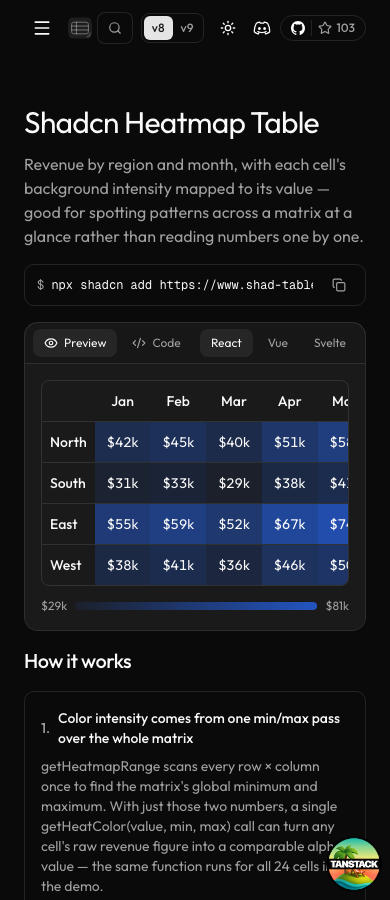 v8 v9 103
Shadcn Heatmap Table
Revenue by region and month, with each cell's
background intensity mapped to its value —
good for spotting patterns across a matrix at a
glance rather than reading numbers one by one.
$ npx shadcn add https://www.shad-table
Preview Code React Vue Svelte
Jan Feb Mar Apr
North $42k $45k $40k $51k
South $31k $33k $29k $38k
East $55k $59k $52k $67k
West $38k $41k $36k $46k
$29k $81k
How it works
1. Color intensity comes from one min/max pass
over the whole matrix
getHeatmapRange scans every row × column
once to find the matrix's global minimum and
maximum. With just those two numbers, a single
getHeatColor(value, min, max) call can turn any
cell's raw revenue figure into a comparable
value — the same function runs for all 24 cells
the demo.
TANSTACK